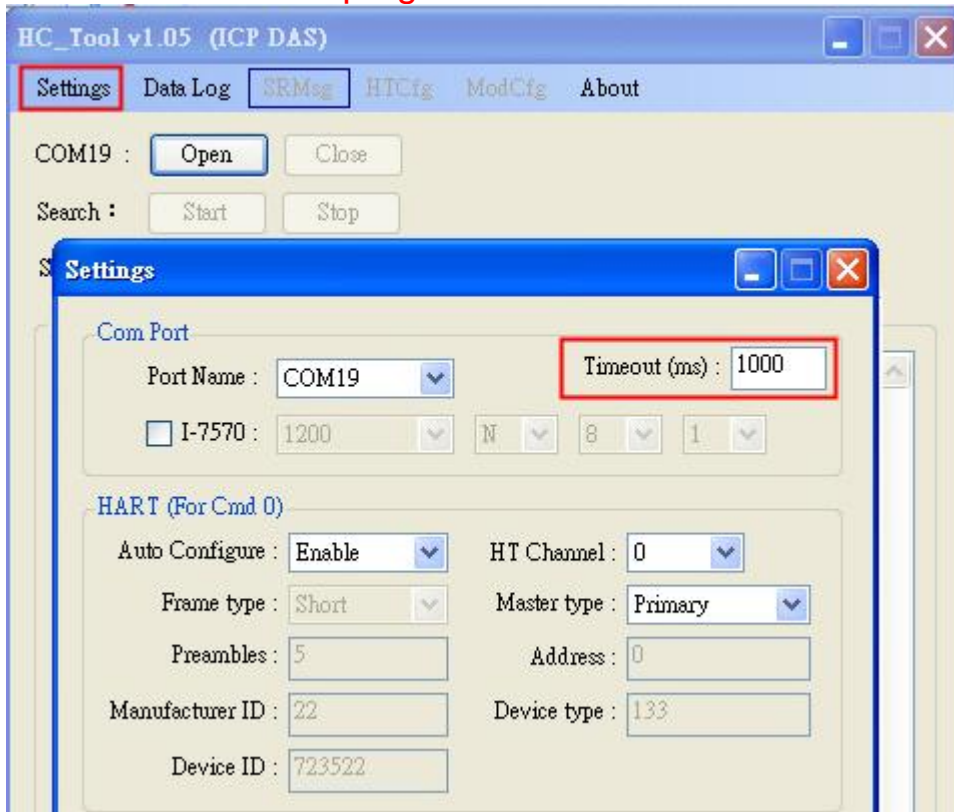 HC_Tool v1.05 (ICP DAS)
Settings Data Log SRMsg HTCfg ModCfg About
COM19 : Open Close
Search : Start Stop
S
Settings
Com Port
Port Name : COM19 Timeout (ms) : 1000
I-7570 : 1200 N 8 1
HART (For Cmd 0)
Auto Configure : Enable HT Channel : 0
Frame type : Short Master type : Primary
Preambles : 5 Address : 0
Manufacturer ID : 22 Device type : 133
Device ID : 723522